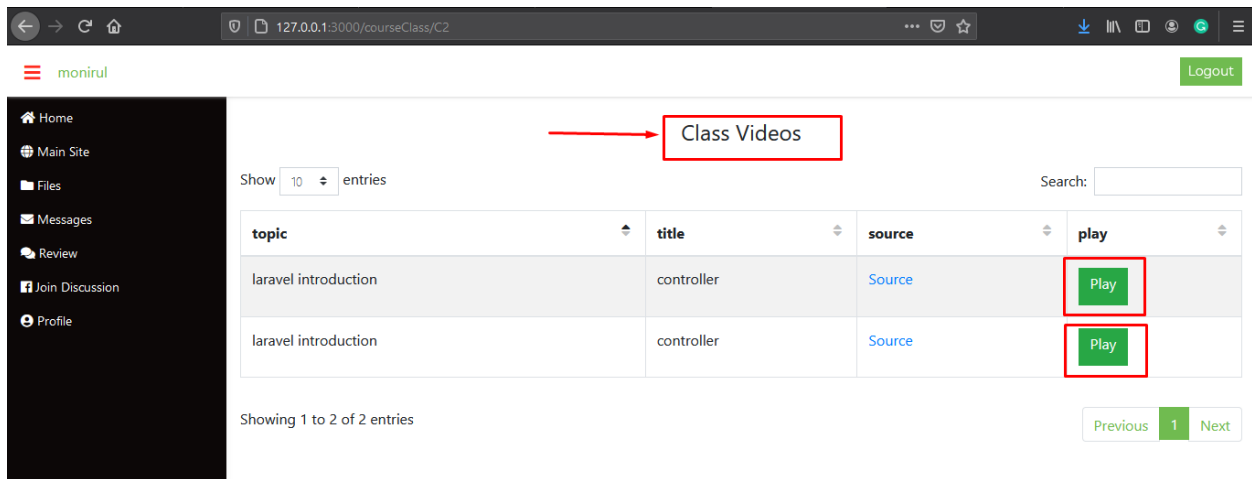 127.0.0.1:3000/courseClass/C2
monirul
Logout
Home
Main Site
Files
Messages
Review
Join Discussion
Profile
Class Videos
Show 10 entries
Search:
topic title source play
laravel introduction controller Source Play
laravel introduction controller Source Play
Showing 1 to 2 of 2 entries
Previous 1 Next